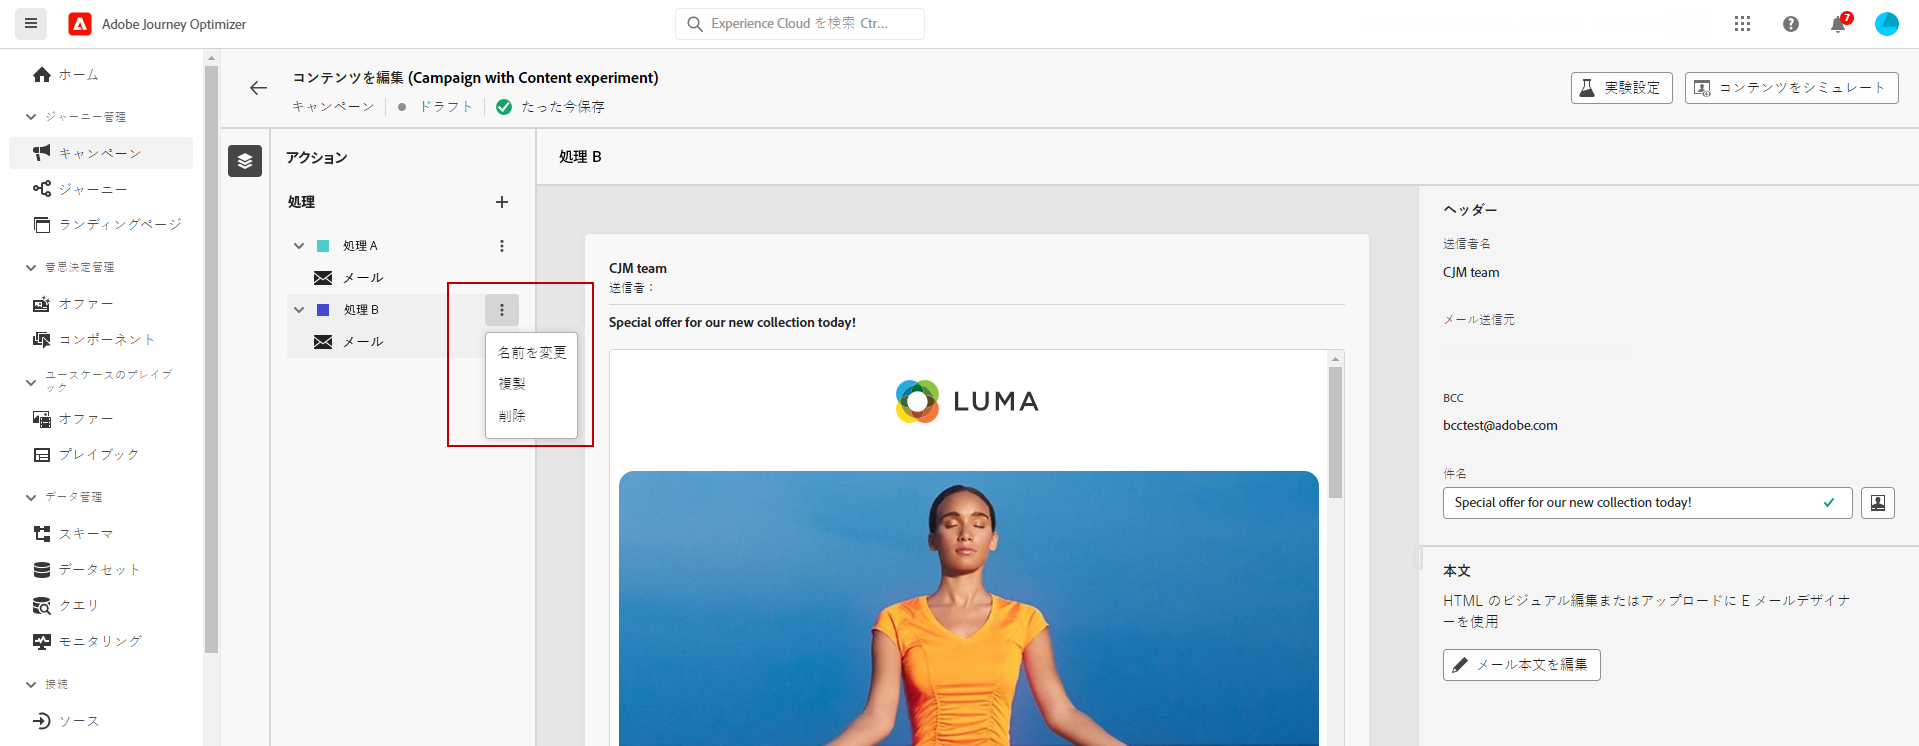 Adobe Journey Optimizer
Experience Cloud を検索 Ctr...
7
ホーム
ジャーニー管理
キャンペーン
ジャーニー
ランディングページ
意思決定管理
オファー
コンポーネント
ユースケースのプレイブ
ック
オファー
プレイブック
データ管理
スキーマ
データセット
クエリ
モニタリング
接続
ソース
コンテンツを編集 (Campaign with Content experiment)
キャンペーン
ドラフト
たった今保存
実験設定
コンテンツをシミュレート
アクション
処理
処理 A
メール
処理 B
メール
名前を変更
複製
削除
処理 B
CJM team
送信者：
Special offer for our new collection today!
LUMA
ヘッダー
送信者名
CJM team
メール送信元
BCC
bcctest@adobe.com
件名
Special offer for our new collection today!
本文
HTML のビジュアル編集またはアップロードに E メールデザイナ
ーを使用
メール本文を編集